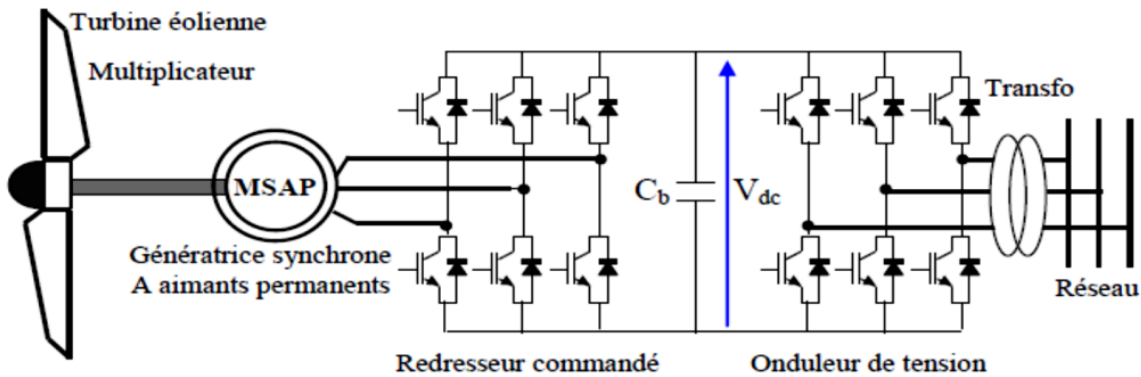 Turbine éolienne
Multiplicateur
MSAP
Génératrice synchrone
A aimants permanents
C_b
V_dc
Transfo
Réseau
Redresseur commandé
Onduleur de tension